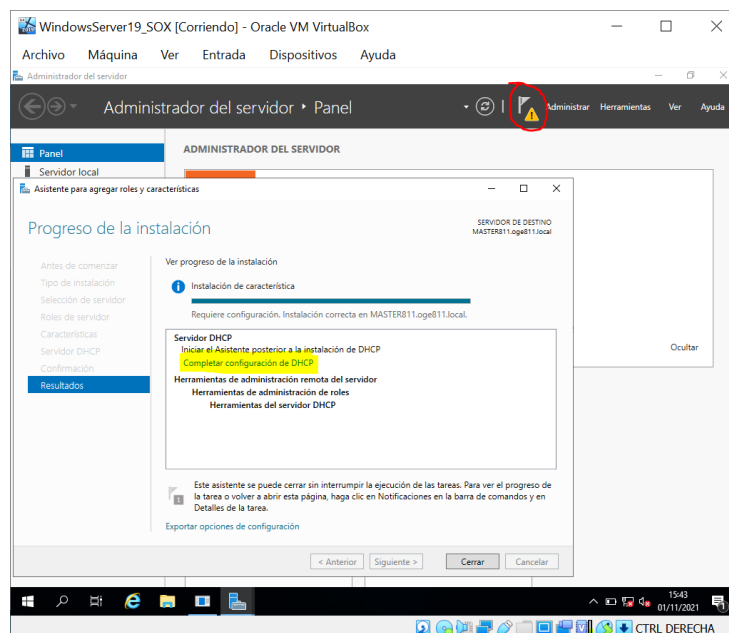 WindowsServer19_SOX [Corriendo] - Oracle VM VirtualBox
Archivo Máquina Ver Entrada Dispositivos Ayuda
Administrador del servidor
Administrador del servidor • Panel
Administrar Herramientas Ver Ayuda
Panel
ADMINISTRADOR DEL SERVIDOR
Servidor local
Asistente para agregar roles y características
Progreso de la instalación
SERVIDOR DE DESTINO
MASTER811.oge811.local
Antes de comenzar
Tipo de instalación
Selección de servidor
Roles de servidor
Características
Servidor DHCP
Confirmación
Resultados
Ver progreso de la instalación
Instalación de característica
Requiere configuración. Instalación correcta en MASTER811.oge811.local.
Servidor DHCP
Iniciar el Asistente posterior a la instalación de DHCP
Completar configuración de DHCP
Herramientas de administración remota del servidor
Herramientas de administración de roles
Herramientas del servidor DHCP
1
Este asistente se puede cerrar sin interrumpir la ejecución de las tareas. Para ver el progreso de
la tarea o volver a abrir esta página, haga clic en Notificaciones en la barra de comandos y en
Detalles de la tarea.
Exportar opciones de configuración
< Anterior Siguiente > Cerrar Cancelar
Ocultar
15:43
01/11/2021
1
CTRL DERECHA